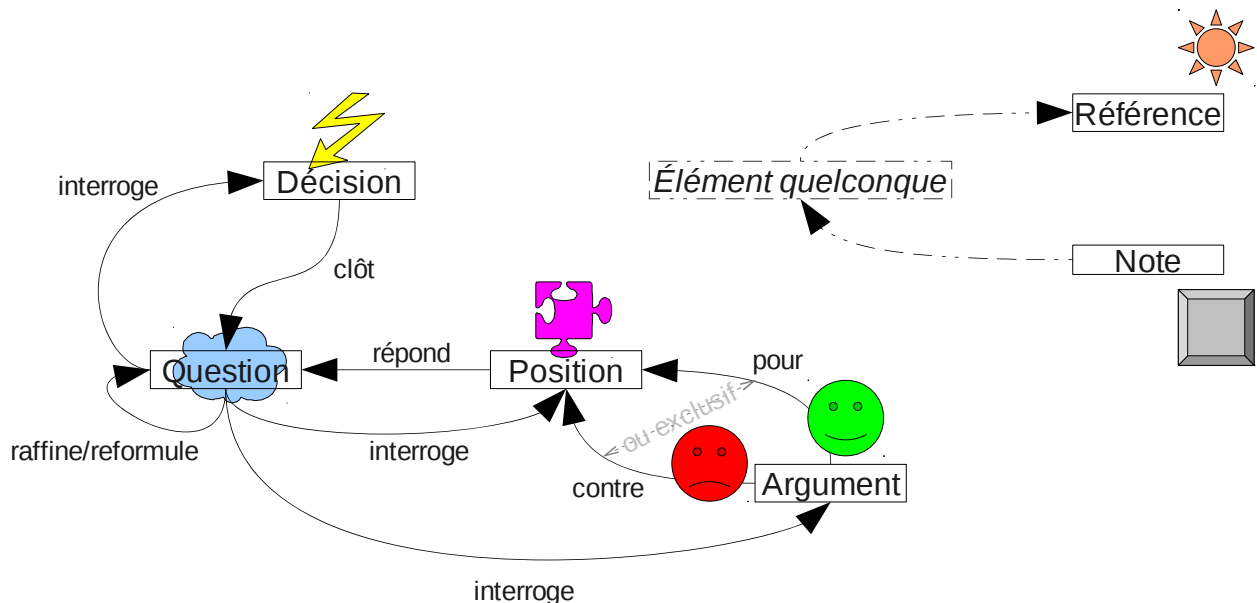 Référence
Élément quelconque
interroge
Décision
Note
clôt
répond
pour
Question
Position
ou exclusif
raffine/reformule
interroge
contre
Argument
interroge